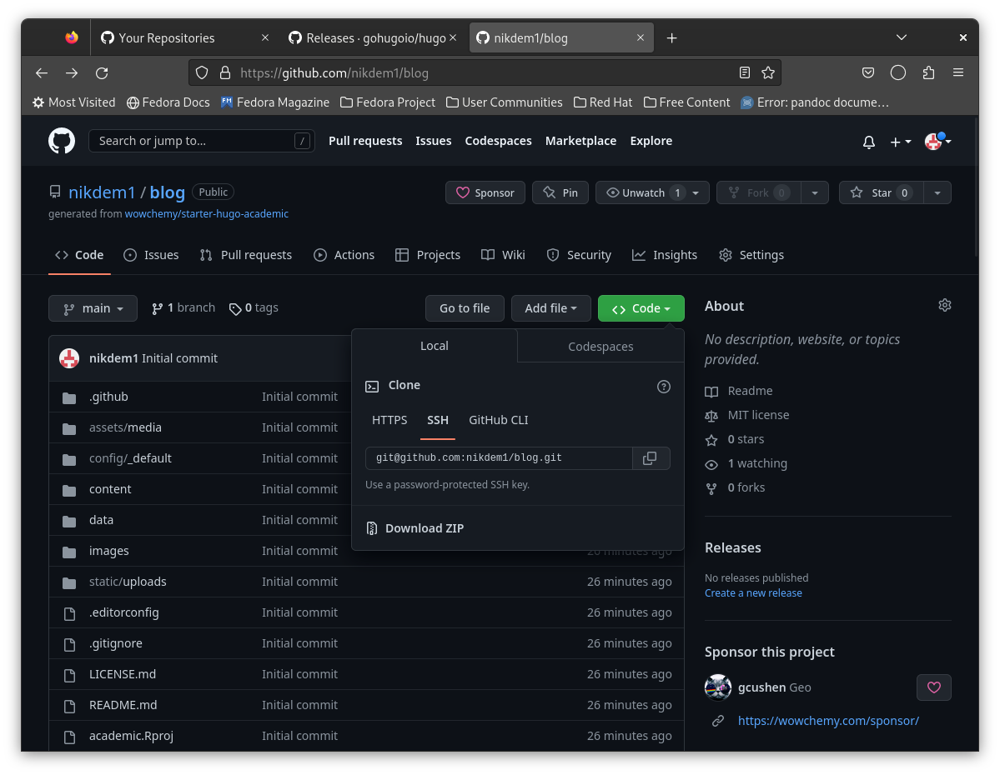 Your Repositories
Releases · gohugoio/hugo
nikdem1/blog
https://github.com/nikdem1/blog
Most Visited
Fedora Docs
Fedora Magazine
Fedora Project
User Communities
Red Hat
Free Content
Error: pandoc docume…
Search or jump to…
/
Pull requests
Issues
Codespaces
Marketplace
Explore
nikdem1 / blog
Public
Sponsor
Pin
Unwatch 1
Fork 0
Star 0
generated from wowchemy/starter-hugo-academic
Code
Issues
Pull requests
Actions
Projects
Wiki
Security
Insights
Settings
main
1 branch
0 tags
Go to file
Add file
Code
Local
Codespaces
Clone
HTTPS
SSH
GitHub CLI
git@github.com:nikdem1/blog.git
Use a password-protected SSH key.
Download ZIP
nikdem1 Initial commit
.github Initial commit
assets/media Initial commit
config/_default Initial commit
content Initial commit
data Initial commit
images Initial commit 26 minutes ago
static/uploads Initial commit 26 minutes ago
.editorconfig Initial commit 26 minutes ago
.gitignore Initial commit 26 minutes ago
LICENSE.md Initial commit 26 minutes ago
README.md Initial commit 26 minutes ago
academic.Rproj Initial commit 26 minutes ago
About
No description, website, or topics
provided.
Readme
MIT license
0 stars
1 watching
0 forks
Releases
No releases published
Create a new release
Sponsor this project
gcushen Geo
https://wowchemy.com/sponsor/